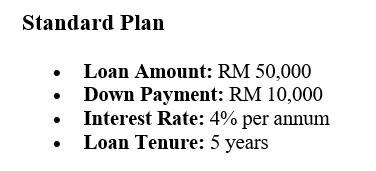 Standard Plan
• Loan Amount: RM 50,000
• Down Payment: RM 10,000
• Interest Rate: 4% per annum
• Loan Tenure: 5 years